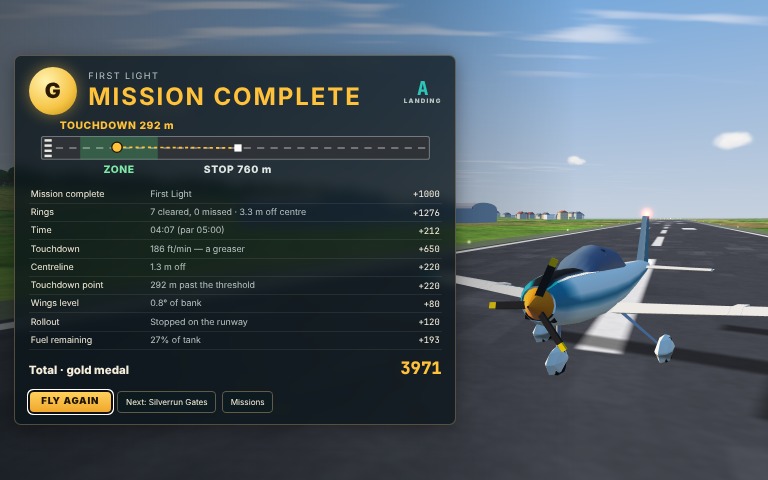 G
FIRST LIGHT
MISSION COMPLETE
A
LANDING
TOUCHDOWN 292 m
ZONE STOP 760 m
Mission complete First Light +1000
Rings 7 cleared, 0 missed · 3.3 m off centre +1276
Time 04:07 (par 05:00) +212
Touchdown 186 ft/min — a greaser +650
Centreline 1.3 m off +220
Touchdown point 292 m past the threshold +220
Wings level 0.8° of bank +80
Rollout Stopped on the runway +120
Fuel remaining 27% of tank +193
Total · gold medal 3971
FLY AGAIN Next: Silverrun Gates Missions